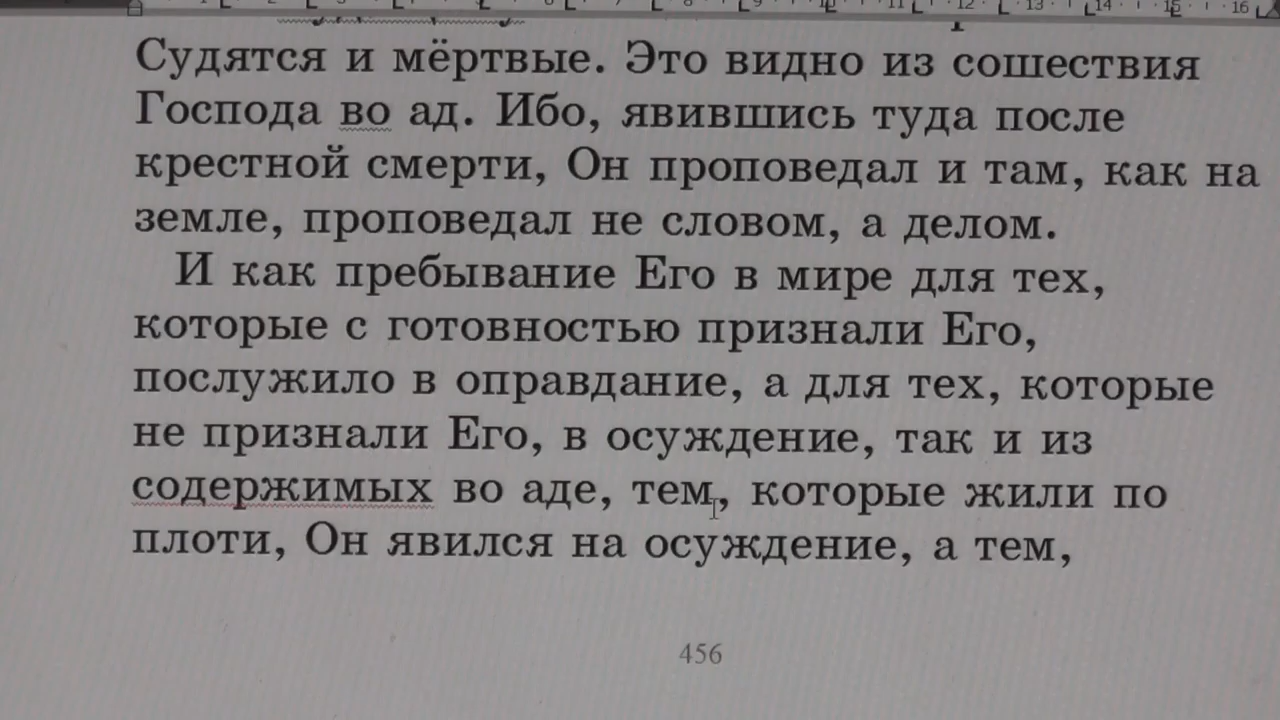 Судятся и мёртвые. Это видно из сошествия
Господа во ад. Ибо, явившись туда после
крестной смерти, Он проповедал и там, как на
земле, проповедал не словом, а делом.
И как пребывание Его в мире для тех,
которые с готовностью признали Его,
послужило в оправдание, а для тех, которые
не признали Его, в осуждение, так и из
содержимых во аде, тем, которые жили по
плоти, Он явился на осуждение, а тем,
456